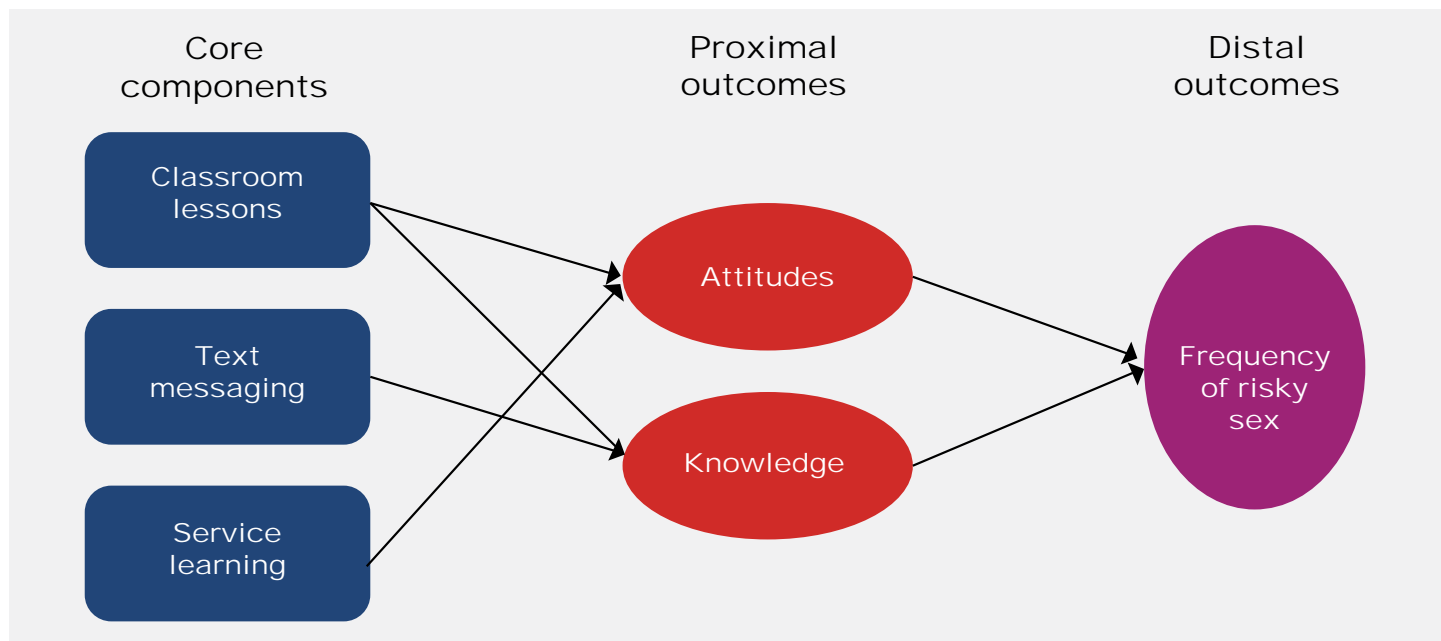 Core
components
Proximal
outcomes
Distal
outcomes
Classroom
lessons
Text
messaging
Service
learning
Attitudes
Knowledge
Frequency
of risky
sex